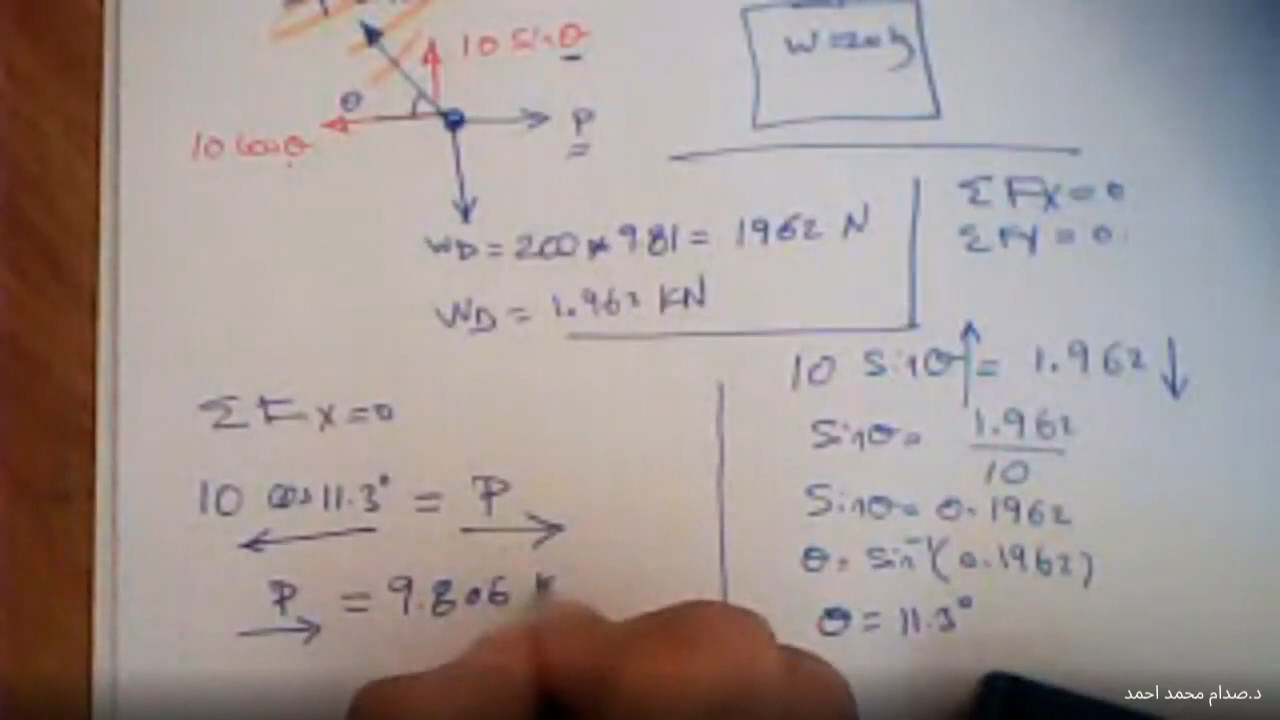 10 Sinθ
θ
P
10 cosθ
W = 20
WD = 200 * 9.81 = 1962 N
WD = 1.962 KN
ΣFx = 0
ΣFy = 0
ΣFx = 0
10 cos 11.3° = P
P = 9.806 K
10 Sinθ = 1.962
Sinθ = 1.962
10
Sinθ = 0.1962
θ = Sin⁻¹(0.1962)
θ = 11.3°
د.صدام محمد احمد